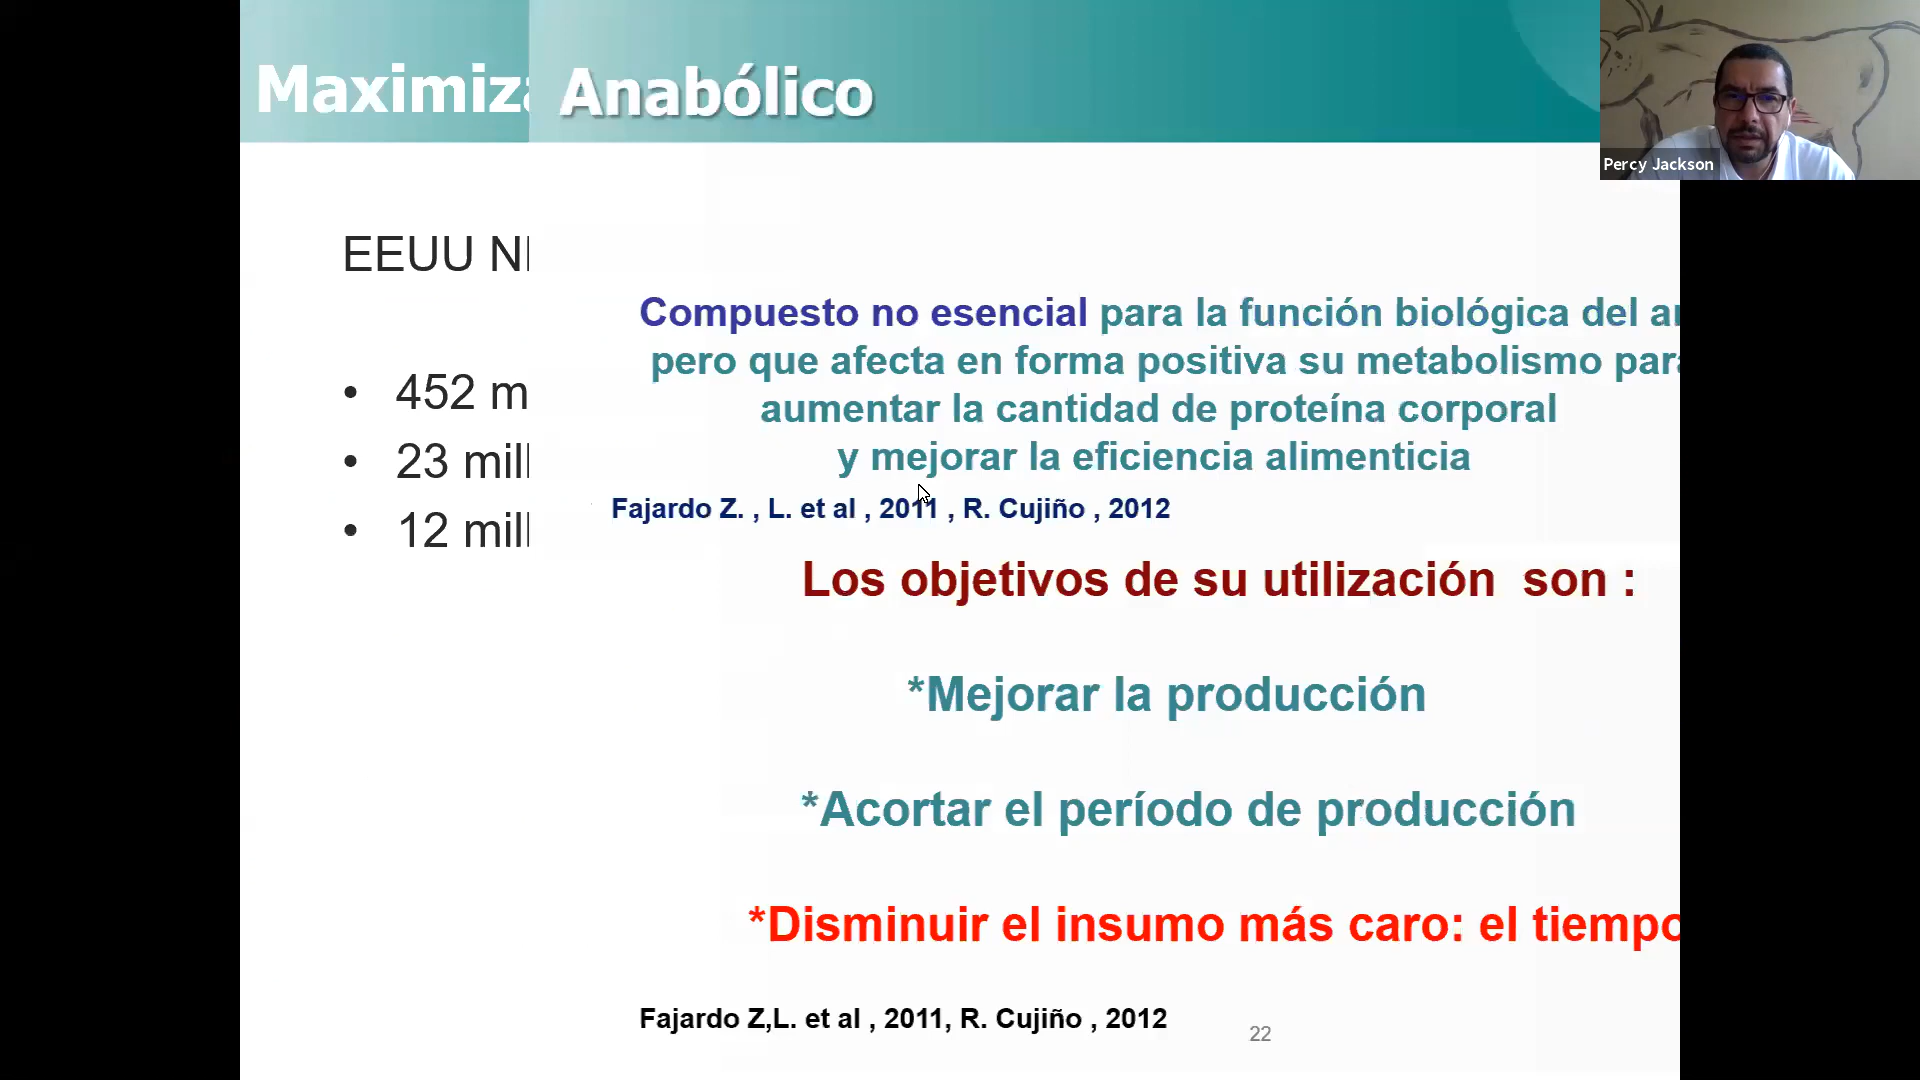 Maximiza
Anabólico
Percy Jackson
EEUU
452 m
23 mill
12 mill
Compuesto no esencial para la función biológica del
pero que afecta en forma positiva su metabolismo para
aumentar la cantidad de proteína corporal
y mejorar la eficiencia alimenticia
Fajardo Z. , L. et al , 2011 , R. Cujiño , 2012
Los objetivos de su utilización son :
*Mejorar la producción
*Acortar el período de producción
*Disminuir el insumo más caro: el tiempo
Fajardo Z,L. et al , 2011, R. Cujiño , 2012
22